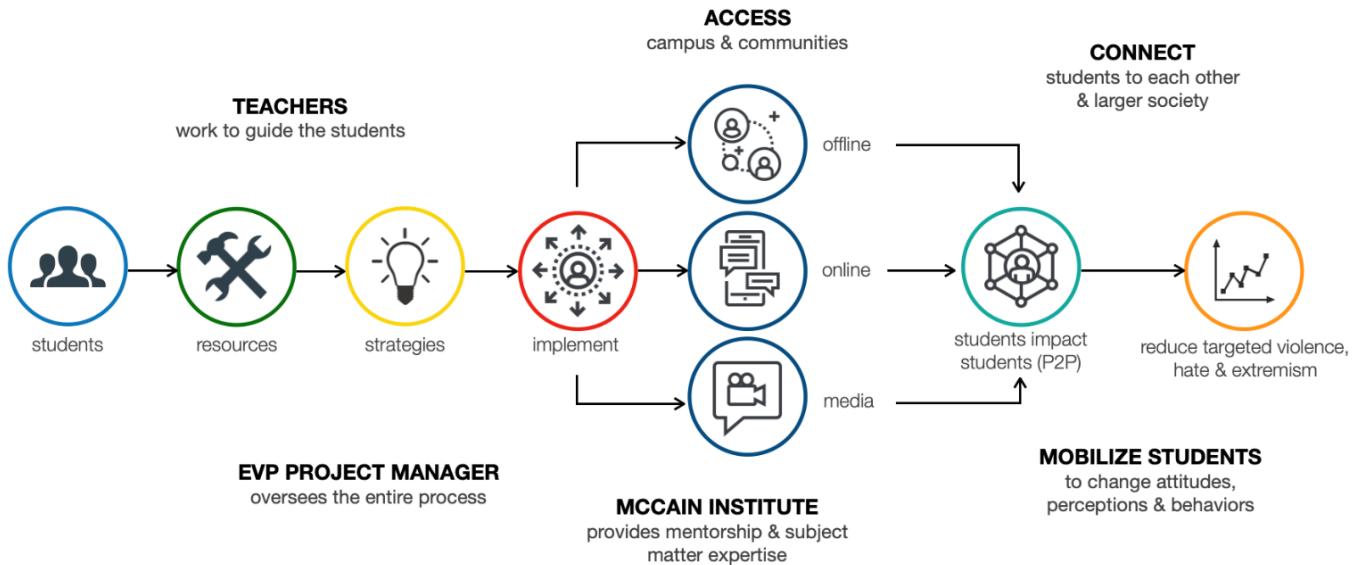 ACCESS
campus & communities
CONNECT
students to each other
& larger society
TEACHERS
work to guide the students
offline
online
media
students
resources
strategies
implement
students impact
students (P2P)
reduce targeted violence,
hate & extremism
EVP PROJECT MANAGER
oversees the entire process
MCCAIN INSTITUTE
provides mentorship & subject
matter expertise
MOBILIZE STUDENTS
to change attitudes,
perceptions & behaviors